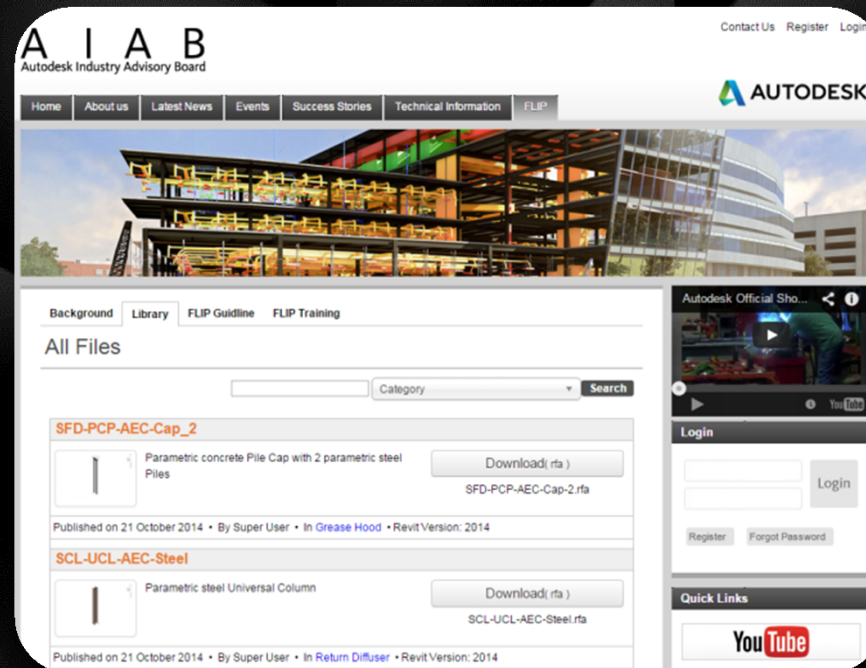 Contact Us Register Login
A I A B
Autodesk Industry Advisory Board
AUTODESK
Home About us Latest News Events Success Stories Technical Information FLIP
Background Library FLIP Guidline FLIP Training
All Files
Category Search
SFD-PCP-AEC-Cap_2
Parametric concrete Pile Cap with 2 parametric steel
Piles
Download( rfa )
SFD-PCP-AEC-Cap-2.rfa
Published on 21 October 2014 • By Super User • In Grease Hood • Revit Version: 2014
SCL-UCL-AEC-Steel
Parametric steel Universal Column
Download( rfa )
SCL-UCL-AEC-Steel.rfa
Published on 21 October 2014 • By Super User • In Return Diffuser • Revit Version: 2014
Autodesk Official Sho...
YouTube
Login
Login
Register Forgot Password
Quick Links
YouTube